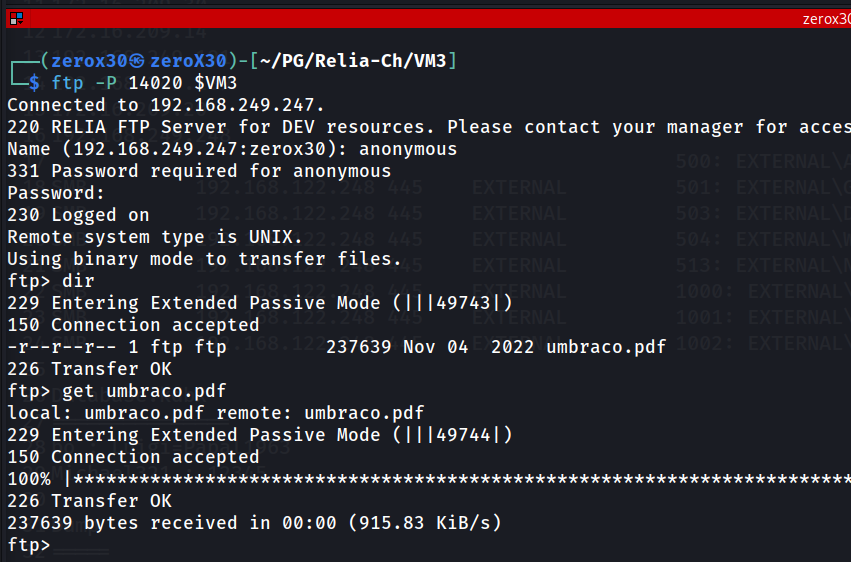 zerox30
┌──(zerox30㉿zeroX30)-[~/PG/Relia-Ch/VM3]
└─$ ftp -P 14020 $VM3
Connected to 192.168.249.247.
220 RELIA FTP Server for DEV resources. Please contact your manager for acces
Name (192.168.249.247:zerox30): anonymous
331 Password required for anonymous
Password:
230 Logged on
Remote system type is UNIX.
Using binary mode to transfer files.
ftp> dir
229 Entering Extended Passive Mode (|||49743|)
150 Connection accepted
-r--r--r-- 1 ftp ftp         237639 Nov 04  2022 umbraco.pdf
226 Transfer OK
ftp> get umbraco.pdf
local: umbraco.pdf remote: umbraco.pdf
229 Entering Extended Passive Mode (|||49744|)
150 Connection accepted
100% |***********************************************************************
226 Transfer OK
237639 bytes received in 00:00 (915.83 KiB/s)
ftp>